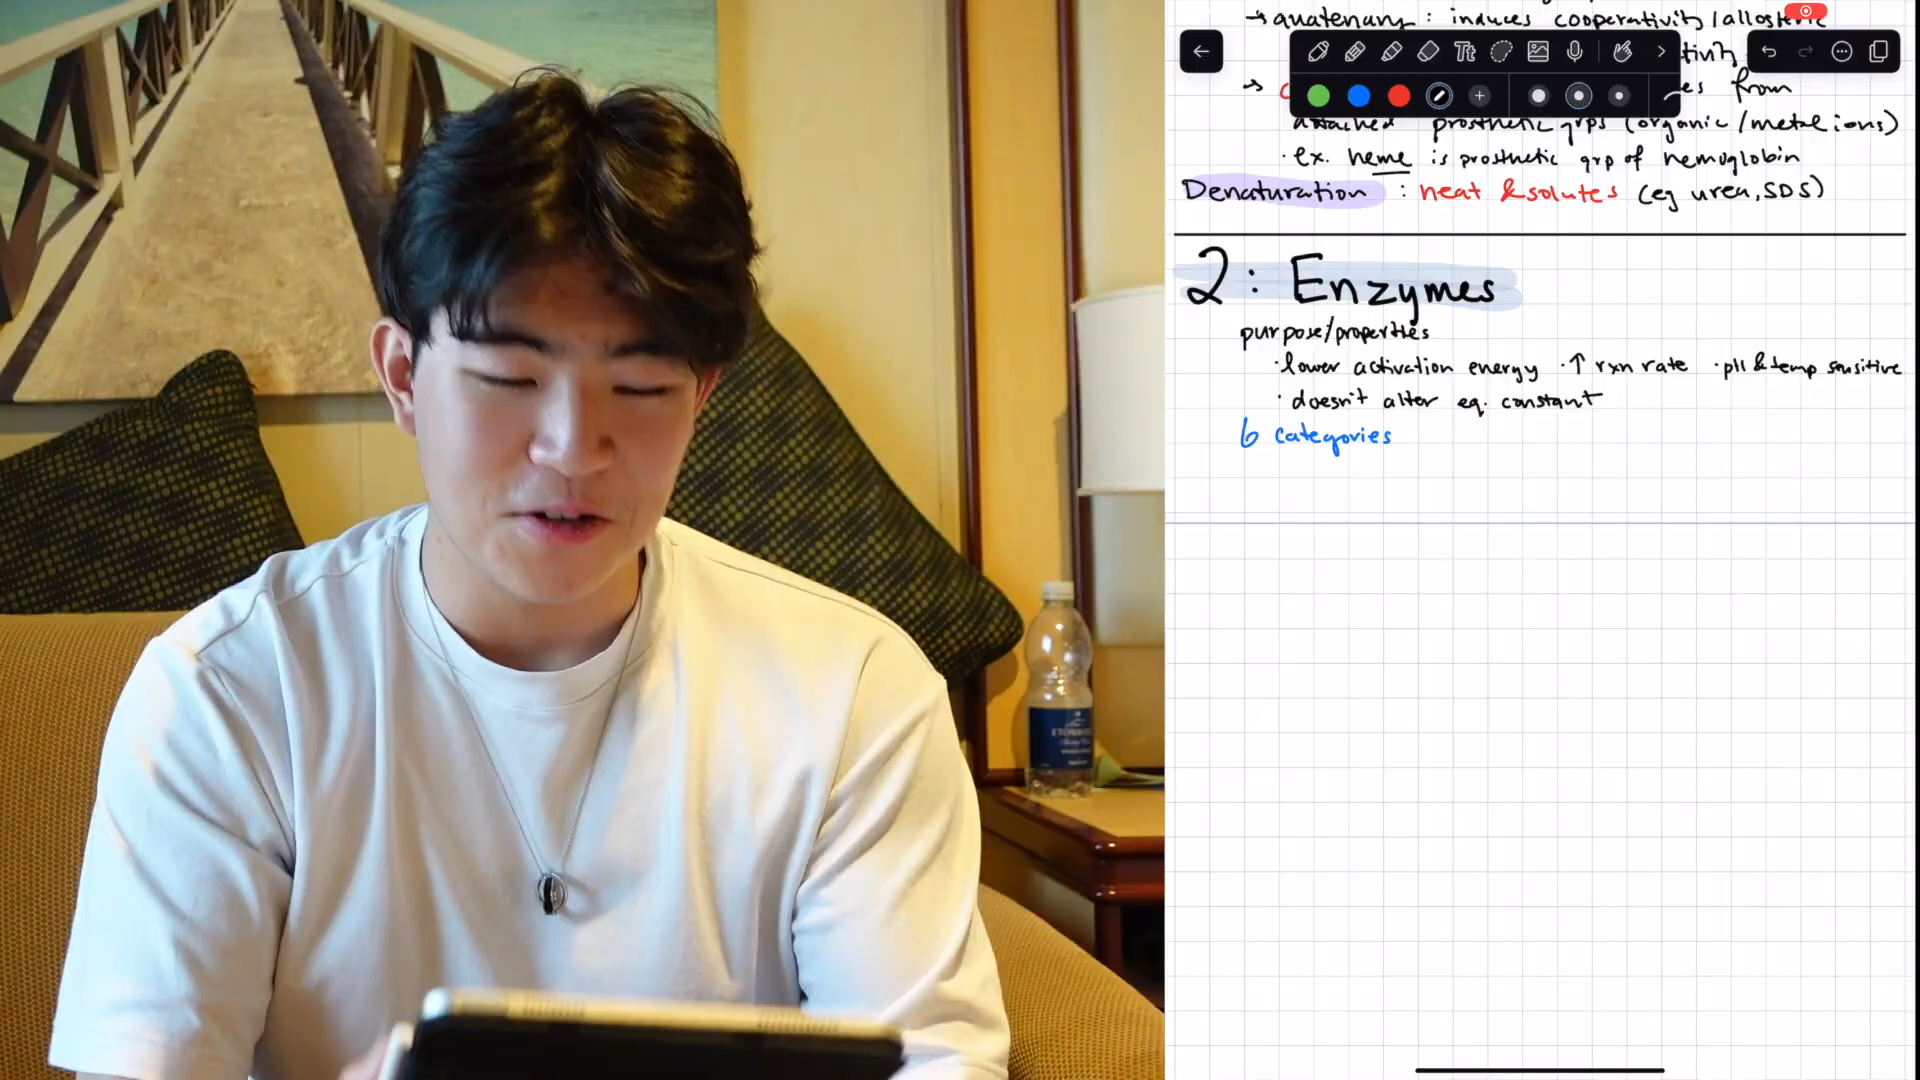 → quatenary : induces cooperativity/allosteric
→
es from
attached prosthetic grps (organic/metal ions)
· ex. heme is prosthetic grp of hemoglobin
Denaturation : heat & solutes (eg urea, SDS)
2: Enzymes
purpose/properties
· lower activation energy · ↑ rxn rate · pH & temp sensitive
· doesn't alter eq. constant
6 categories
Tt